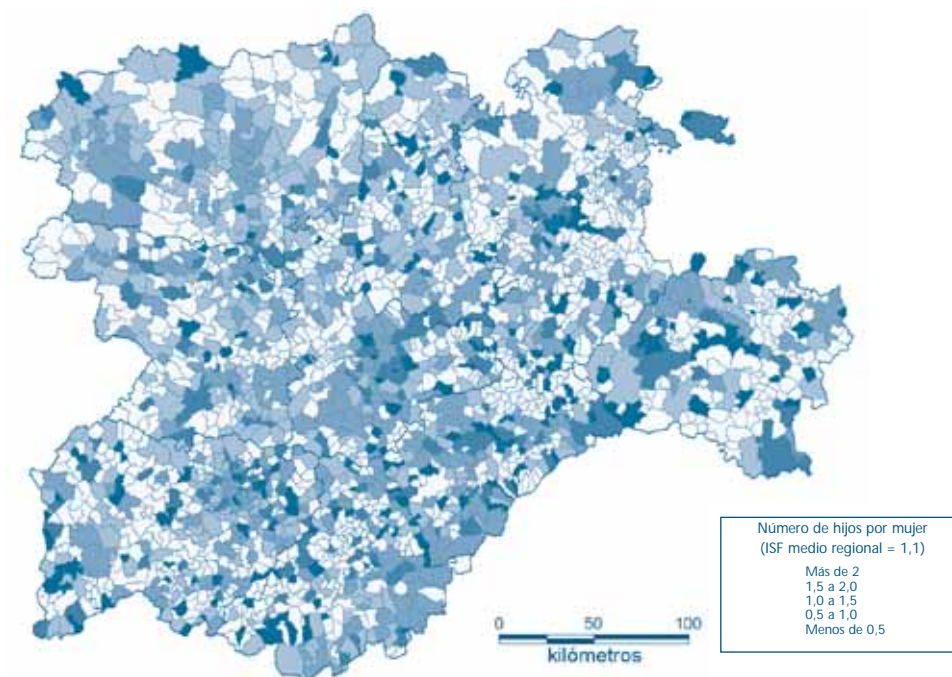 0 50 100
kilómetros
Número de hijos por mujer
(ISF medio regional = 1,1)
Más de 2
1,5 a 2,0
1,0 a 1,5
0,5 a 1,0
Menos de 0,5